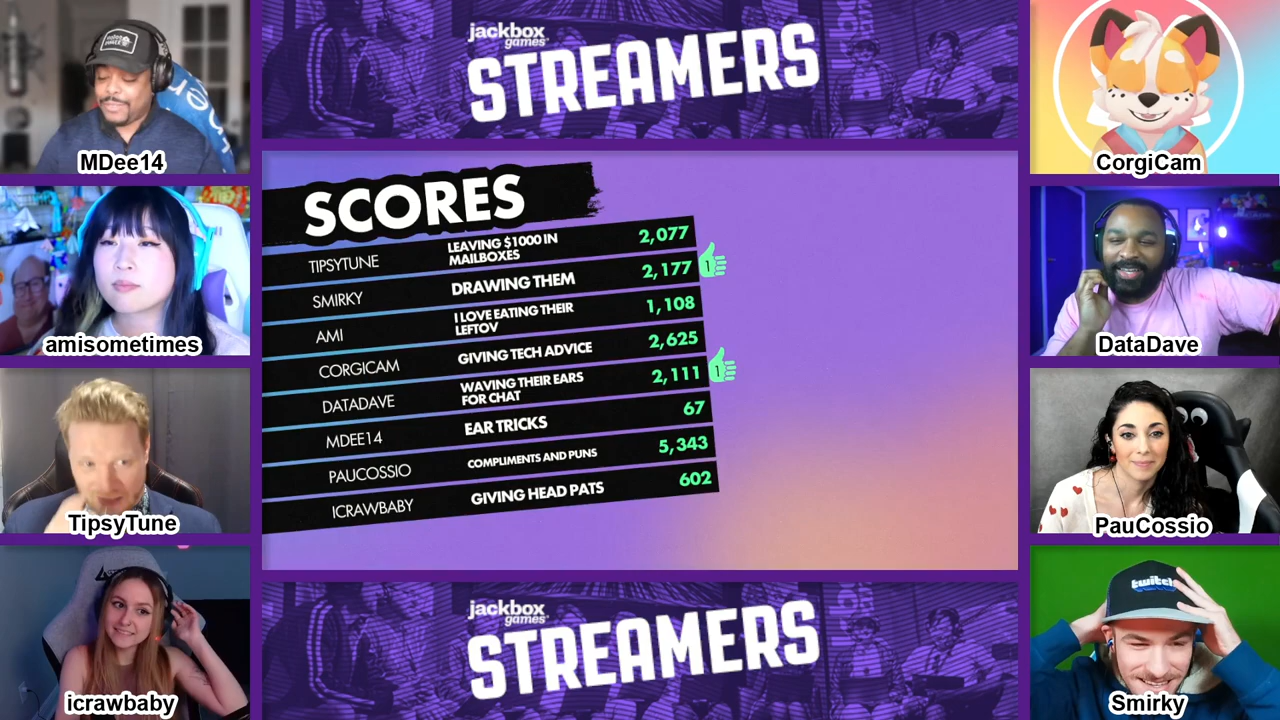 jackbox
games®
STREAMERS
MDee14
CorgiCam
SCORES
TIPSYTUNE
LEAVING $1000 IN
MAILBOXES
2,077
SMIRKY
DRAWING THEM
2,177
1
AMI
I LOVE EATING THEIR
LEFTOV
1,108
CORGICAM
GIVING TECH ADVICE
2,625
DATADAVE
WAVING THEIR EARS
FOR CHAT
2,111
1
MDEE14
EAR TRICKS
67
PAUCOSSIO
COMPLIMENTS AND PUNS
5,343
ICRAWBABY
GIVING HEAD PATS
602
amisometimes
DataDave
TipsyTune
PauCossio
jackbox
games®
STREAMERS
icrawbaby
twitch
Smirky